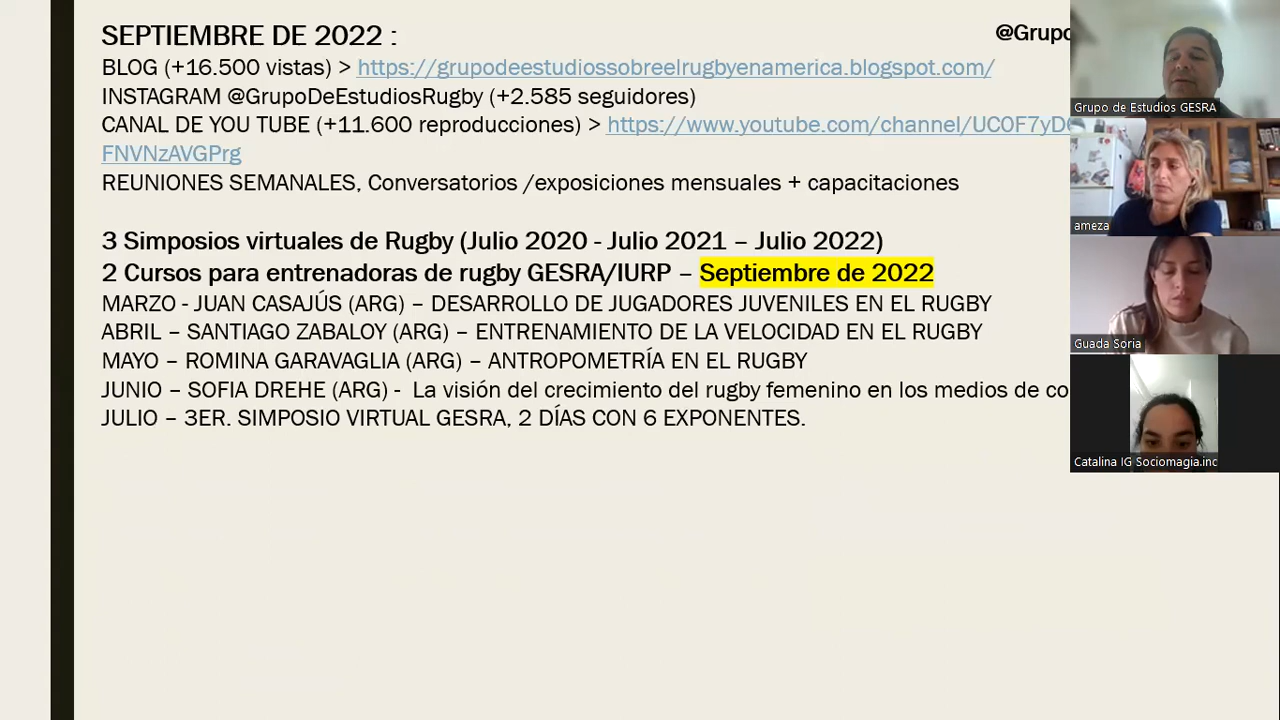 SEPTIEMBRE DE 2022 :
@Grupo
BLOG (+16.500 vistas) > https://grupodeestudiossobreelrugbyenamerica.blogspot.com/
INSTAGRAM @GrupoDeEstudiosRugby (+2.585 seguidores)
CANAL DE YOU TUBE (+11.600 reproducciones) > https://www.youtube.com/channel/UC0F7yD
FNVNzAVGPrg
REUNIONES SEMANALES, Conversatorios /exposiciones mensuales + capacitaciones
3 Simposios virtuales de Rugby (Julio 2020 - Julio 2021 – Julio 2022)
2 Cursos para entrenadoras de rugby GESRA/IURP – Septiembre de 2022
MARZO - JUAN CASAJÚS (ARG) – DESARROLLO DE JUGADORES JUVENILES EN EL RUGBY
ABRIL – SANTIAGO ZABALOY (ARG) – ENTRENAMIENTO DE LA VELOCIDAD EN EL RUGBY
MAYO – ROMINA GARAVAGLIA (ARG) – ANTROPOMETRÍA EN EL RUGBY
JUNIO – SOFIA DREHE (ARG) - La visión del crecimiento del rugby femenino en los medios de co
JULIO – 3ER. SIMPOSIO VIRTUAL GESRA, 2 DÍAS CON 6 EXPONENTES.
Grupo de Estudios GESRA
ameza
Guada Soria
Catalina IG Sociomagia.inc